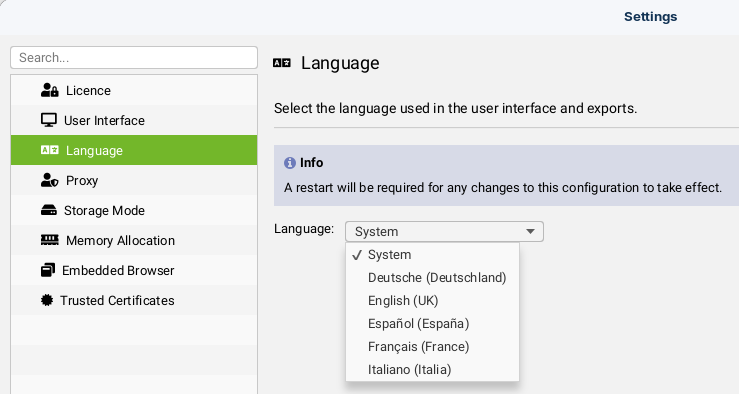 Settings
Search...
Licence
User Interface
Language
Proxy
Storage Mode
Memory Allocation
Embedded Browser
Trusted Certificates
Language
Select the language used in the user interface and exports.
Info
A restart will be required for any changes to this configuration to take effect.
Language: System
System
Deutsche (Deutschland)
English (UK)
Español (España)
Français (France)
Italiano (Italia)